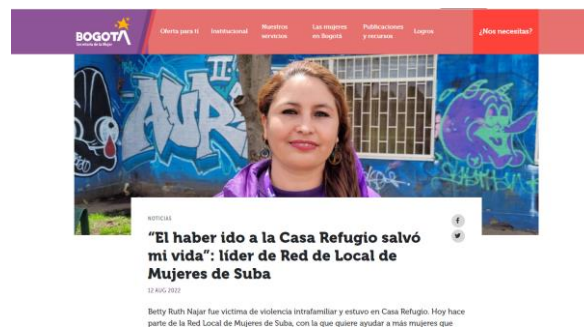 BOGOTÁ
Secretaría de la Mujer
Oferta para ti
Institucional
Nuestros
servicios
Las mujeres
en Bogotá
Publicaciones
y recursos
Logros
¿Nos necesitas?
NOTICIAS
“El haber ido a la Casa Refugio salvó
mi vida”: líder de Red de Local de
Mujeres de Suba
12 AUG 2022
Betty Ruth Najar fue victima de violencia intrafamiliar y estuvo en Casa Refugio. Hoy hace
parte de la Red Local de Mujeres de Suba, con la que quiere ayudar a más mujeres que